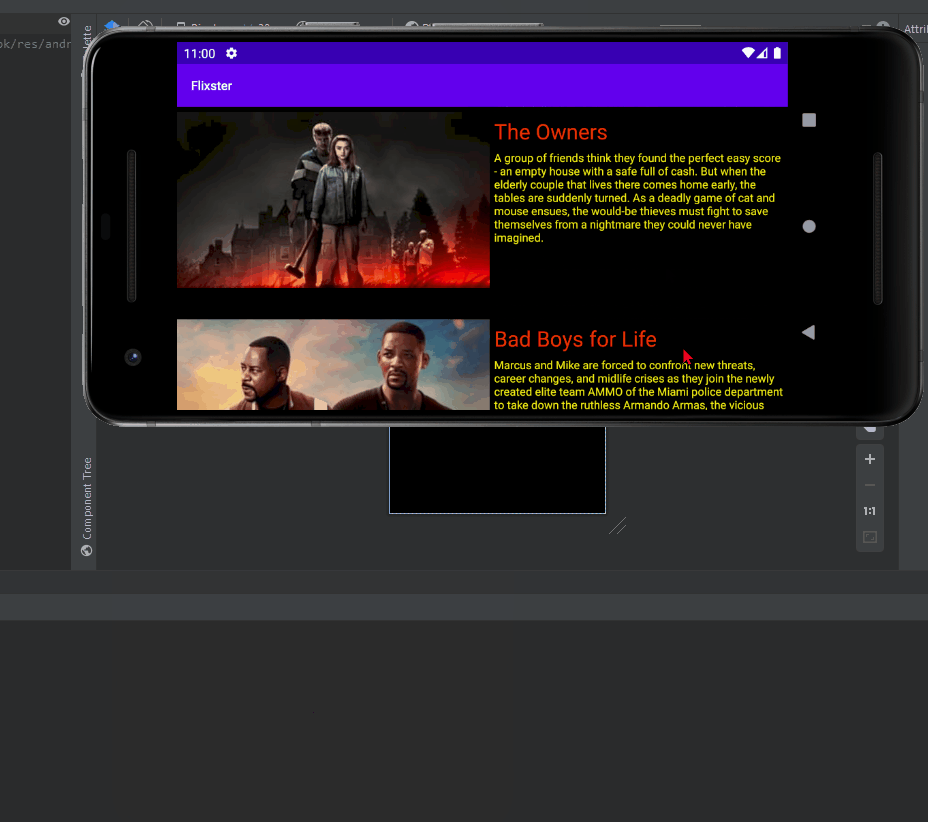 ok/res/andr
Attri
11:00
Flixster
The Owners
A group of friends think they found the perfect easy score
- an empty house with a safe full of cash. But when the
elderly couple that lives there comes home early, the
tables are suddenly turned. As a deadly game of cat and
mouse ensues, the would-be thieves must fight to save
themselves from a nightmare they could never have
imagined.
Bad Boys for Life
Marcus and Mike are forced to confront new threats,
career changes, and midlife crises as they join the newly
created elite team AMMO of the Miami police department
to take down the ruthless Armando Armas, the vicious
Component Tree
1:1